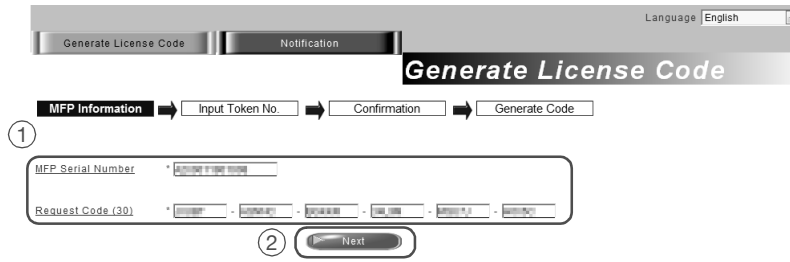 Language English
Generate License Code Notification
Generate License Code
MFP Information Input Token No. Confirmation Generate Code
1
MFP Serial Number *
Request Code (30) * - - - - -
2 Next